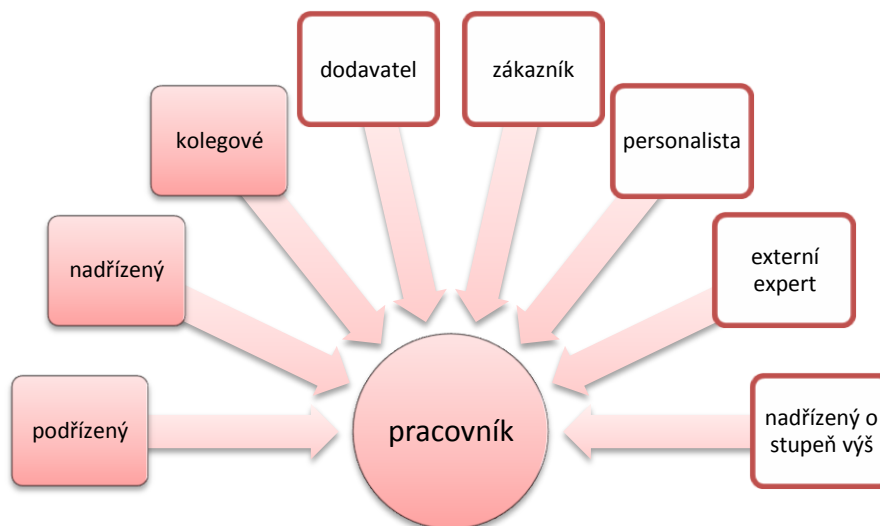 dodavatel
zákazník
kolegové
personalista
nadřízený
externí
expert
podřízený
pracovník
nadřízený o
stupeň výš